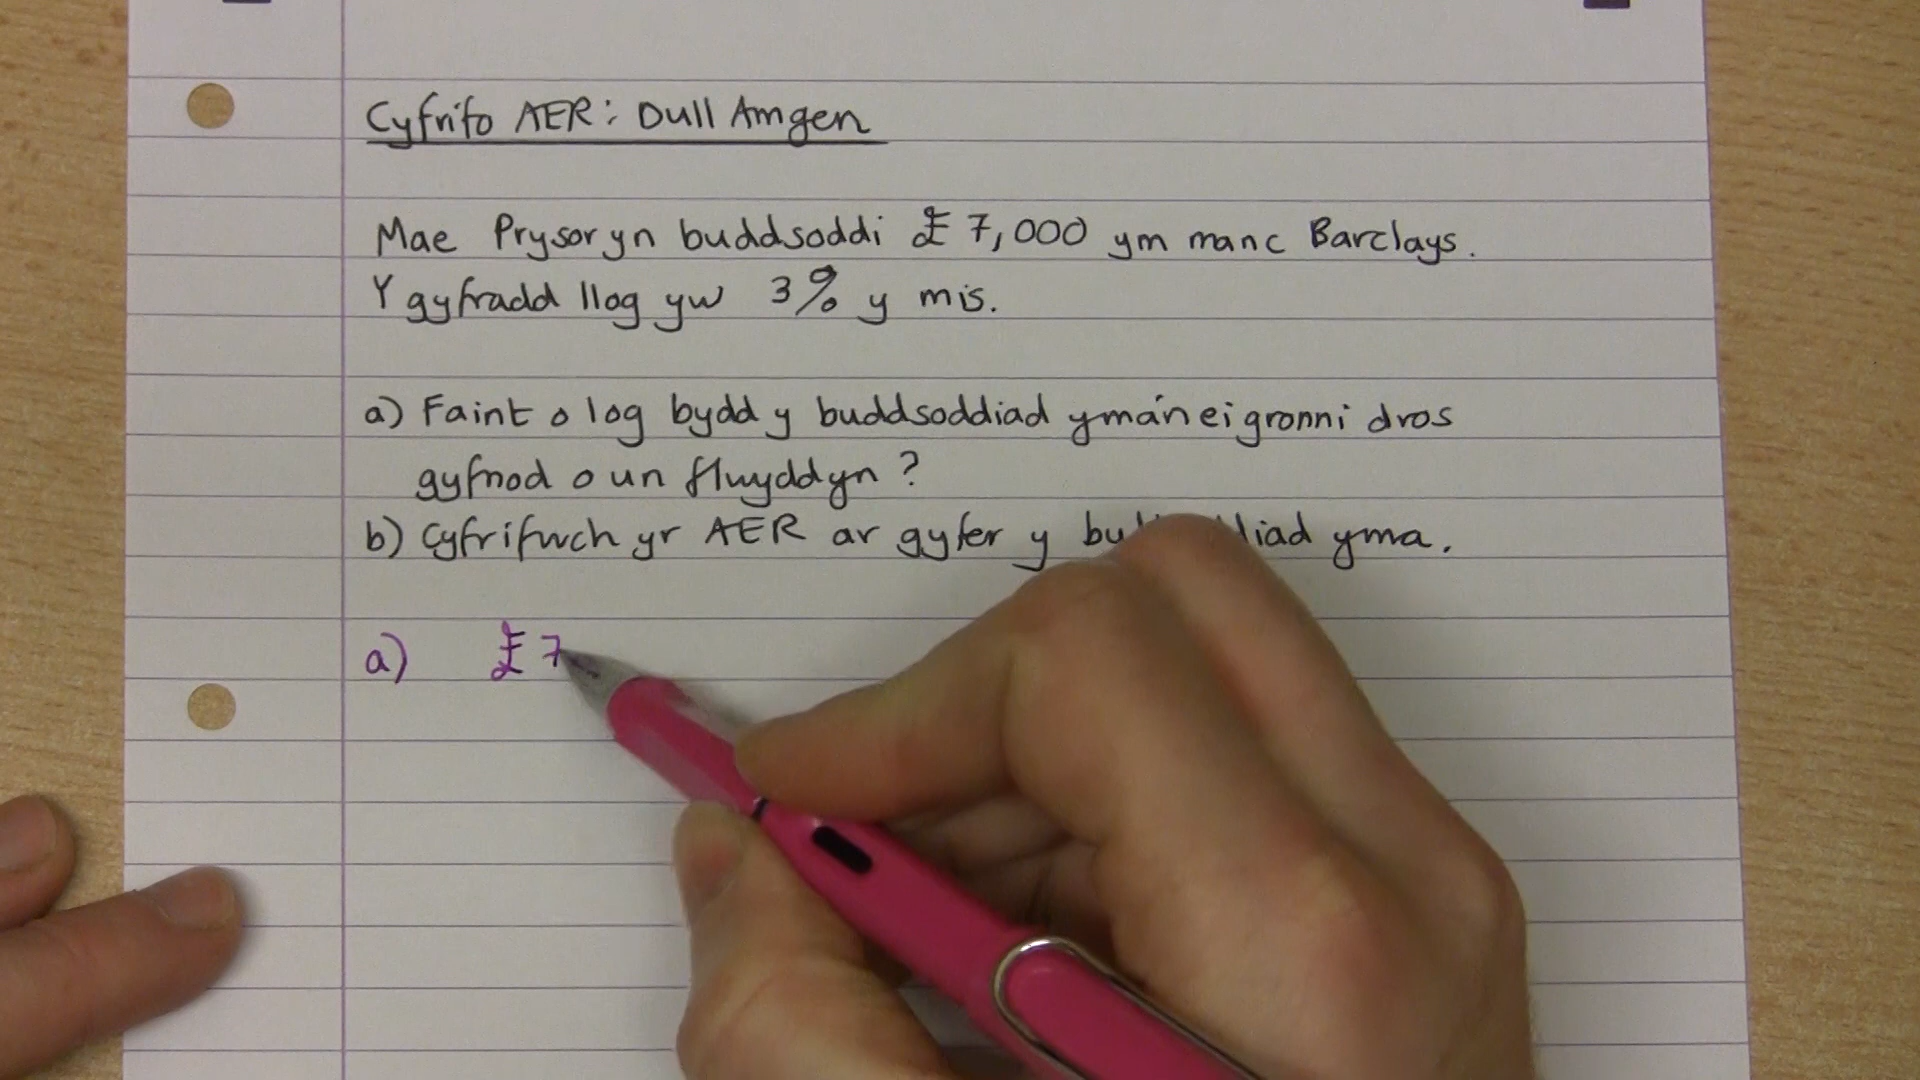 Cyfrifo AER: Dull Amgen
Mae Prysor yn buddsoddi £7,000 ym manc Barclays.
Y gyfradd llog yw 3% y mis.
a) Faint o log bydd y buddsoddiad yma'n ei gronni dros
gyfnod o un flwyddyn?
b) Cyfrifwch yr AER ar gyfer y yma.
a) £7